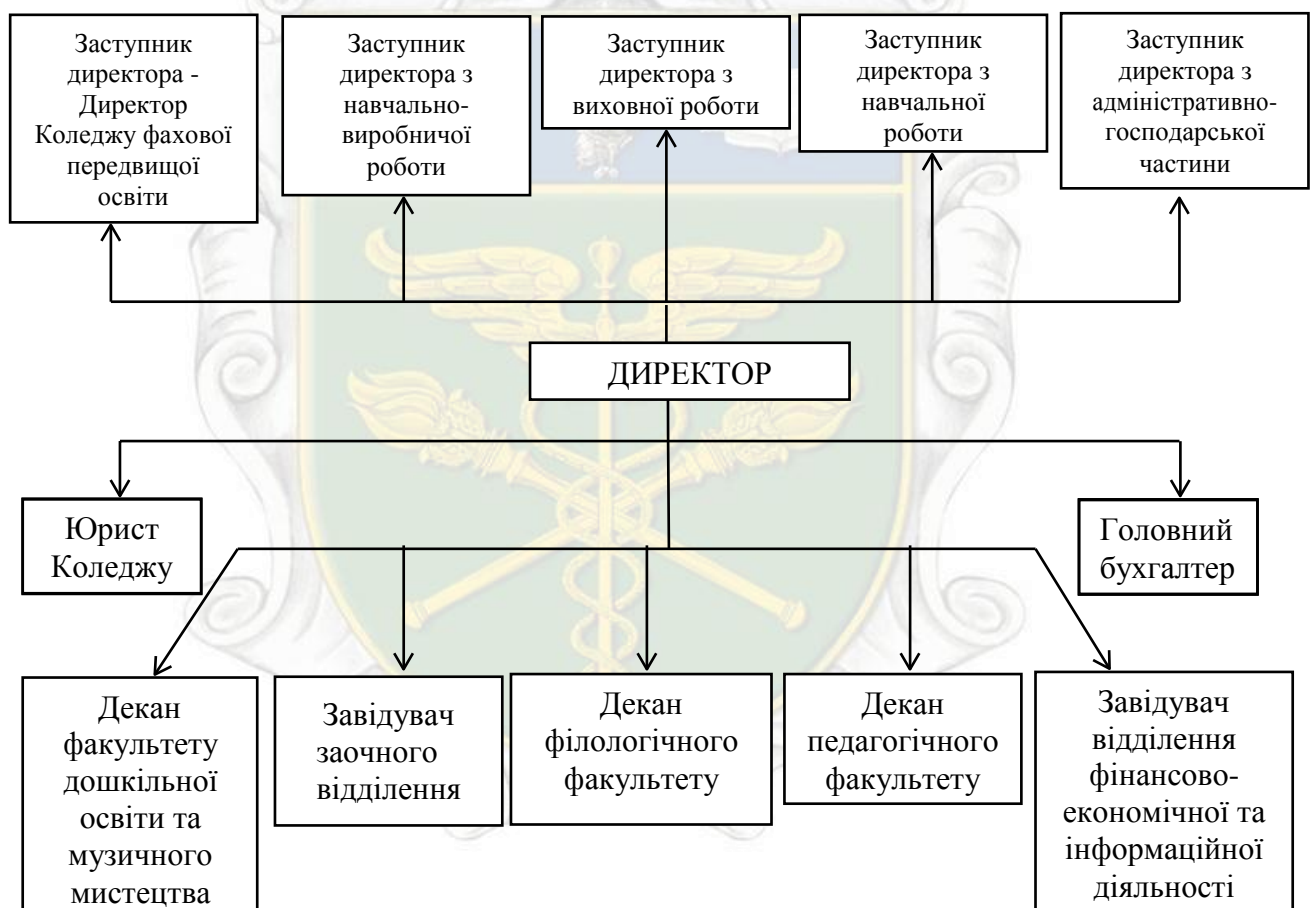 Заступник
директора -
Директор
Коледжу фахової
передвищої
освіти
Заступник
директора з
навчально-
виробничої
роботи
Заступник
директора з
виховної роботи
Заступник
директора з
навчальної
роботи
Заступник
директора з
адміністративно-
господарської
частини
ДИРЕКТОР
Юрист
Коледжу
Головний
бухгалтер
Декан
факультету
дошкільної
освіти та
музичного
мистецтва
Завідувач
заочного
відділення
Декан
філологічного
факультету
Декан
педагогічного
факультету
Завідувач
відділення
фінансово-
економічної та
інформаційної
діяльності